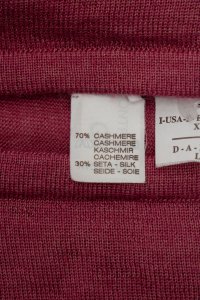 70% CASHMERE
CASHMERE
KASCHMIR
CACHEMIRE
30% SETA - SILK
SEIDE - SOIE
I-USA-
X
D-A-
L